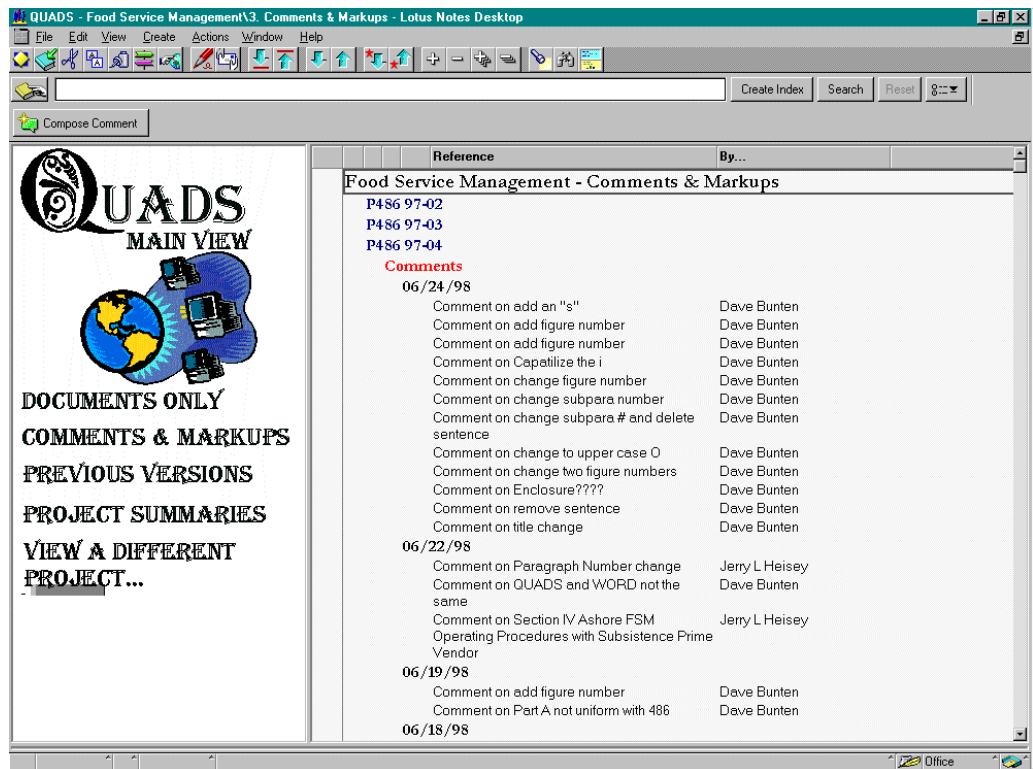 QUADS - Food Service Management\3. Comments & Markups - Lotus Notes Desktop
File Edit View Create Actions Window Help
Create Index Search Reset
Compose Comment
QUADS
MAIN VIEW
DOCUMENTS ONLY
COMMENTS & MARKUPS
PREVIOUS VERSIONS
PROJECT SUMMARIES
VIEW A DIFFERENT
PROJECT...
Reference By...
Food Service Management - Comments & Markups
P486 97-02
P486 97-03
P486 97-04
Comments
06/24/98
Comment on add an "s" Dave Bunten
Comment on add figure number Dave Bunten
Comment on add figure number Dave Bunten
Comment on Capatilize the i Dave Bunten
Comment on change figure number Dave Bunten
Comment on change subpara number Dave Bunten
Comment on change subpara # and delete Dave Bunten
sentence
Comment on change to upper case O Dave Bunten
Comment on change two figure numbers Dave Bunten
Comment on Enclosure???? Dave Bunten
Comment on remove sentence Dave Bunten
Comment on title change Dave Bunten
06/22/98
Comment on Paragraph Number change Jerry L Heisey
Comment on QUADS and WORD not the Dave Bunten
same
Comment on Section IV Ashore FSM Jerry L Heisey
Operating Procedures with Subsistence Prime
Vendor
06/19/98
Comment on add figure number Dave Bunten
Comment on Part A not uniform with 486 Dave Bunten
06/18/98
Office